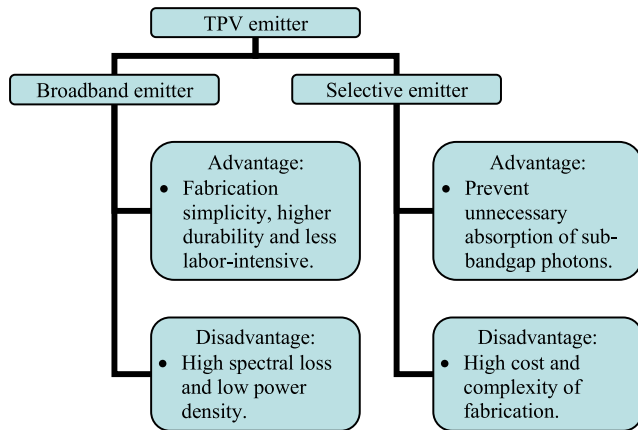 TPV emitter
Broadband emitter
Selective emitter
Advantage:
• Fabrication
simplicity, higher
durability and less
labor-intensive.
Advantage:
• Prevent
unnecessary
absorption of sub-
bandgap photons.
Disadvantage:
• High spectral loss
and low power
density.
Disadvantage:
• High cost and
complexity of
fabrication.